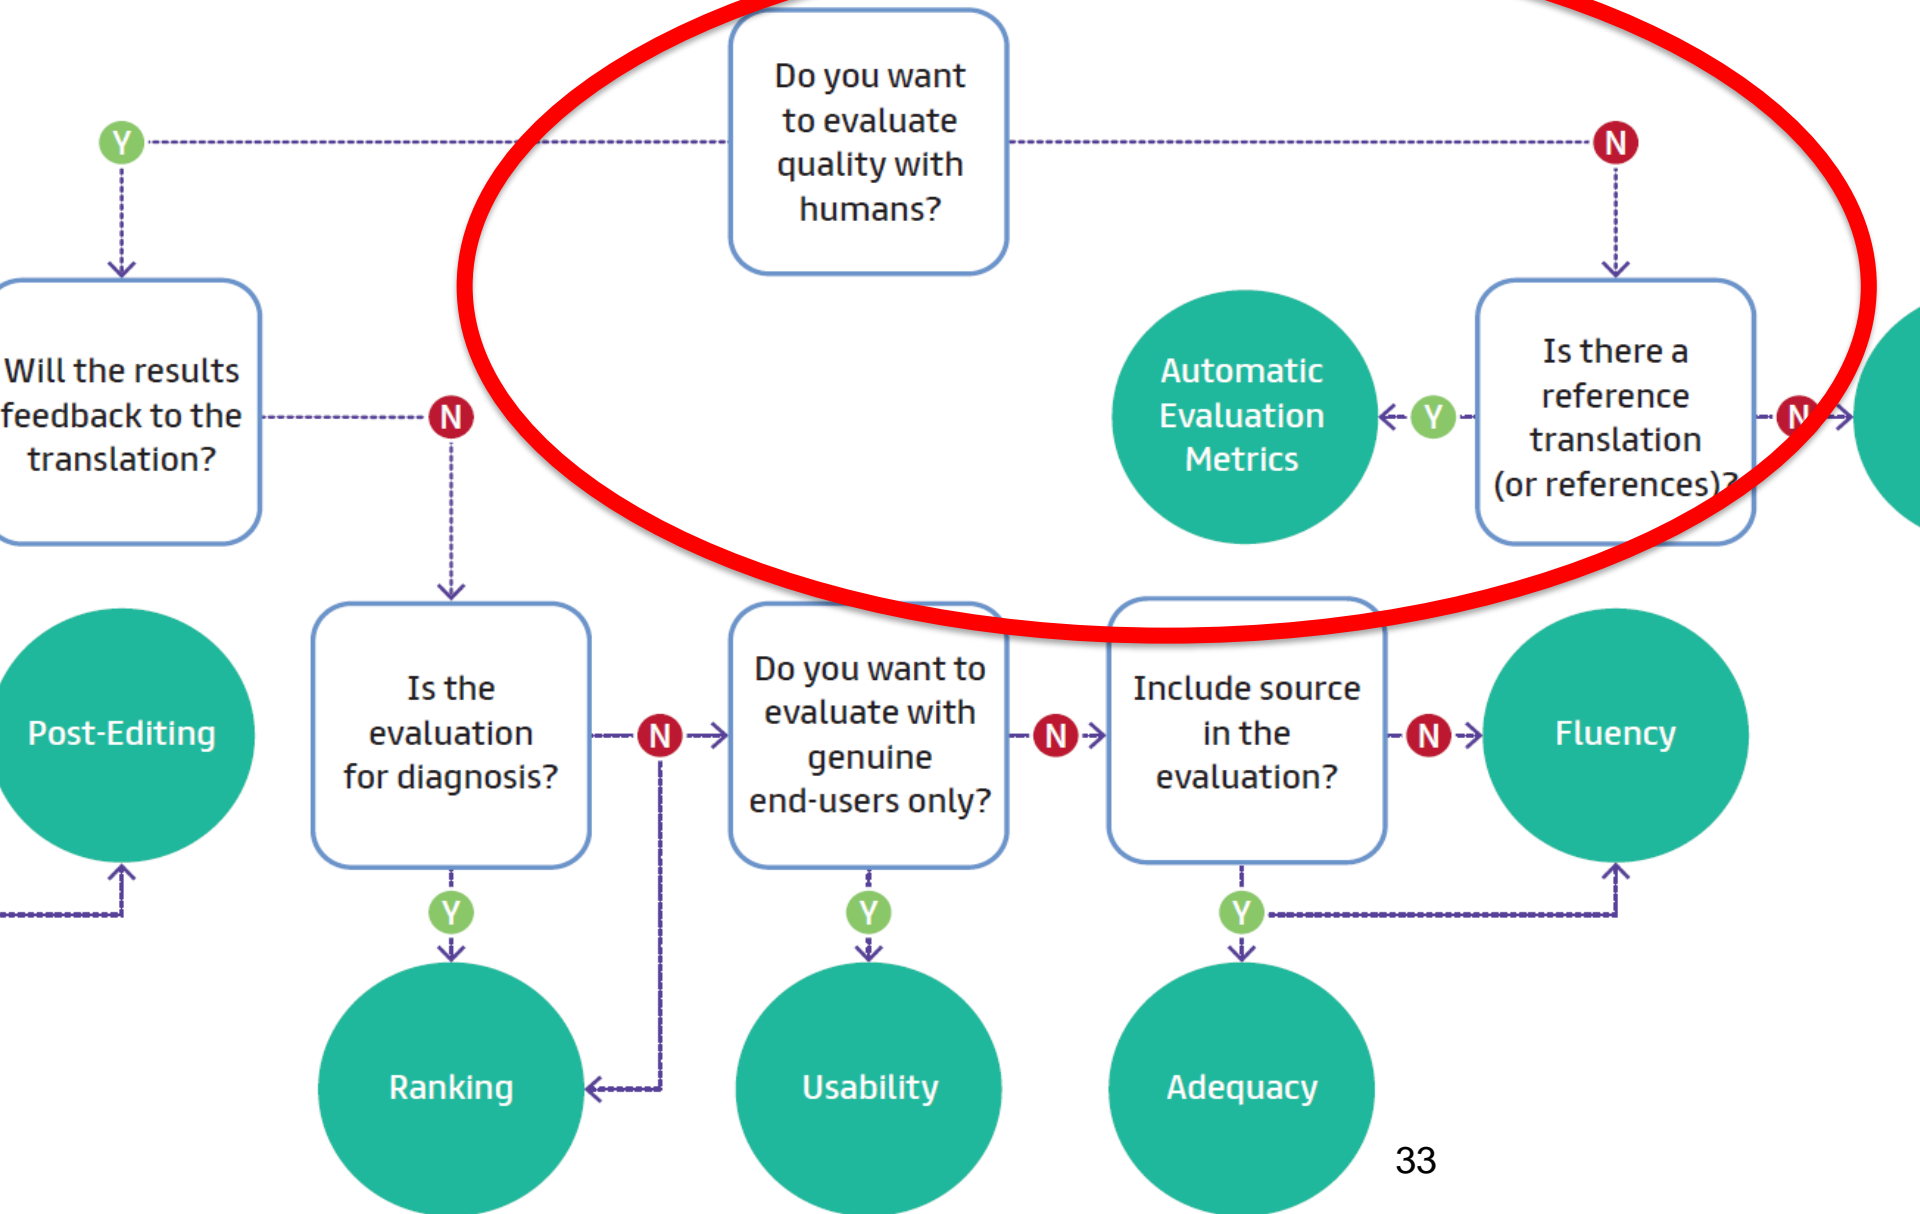 Do you want
to evaluate
quality with
humans?
Y
N
Will the results
feedback to the
translation?
N
Automatic
Evaluation
Metrics
Y
Is there a
reference
translation
(or references)?
N
Post-Editing
Is the
evaluation
for diagnosis?
N
Do you want to
evaluate with
genuine
end-users only?
N
Include source
in the
evaluation?
N
Fluency
Y
Y
Y
Ranking
Usability
Adequacy
33